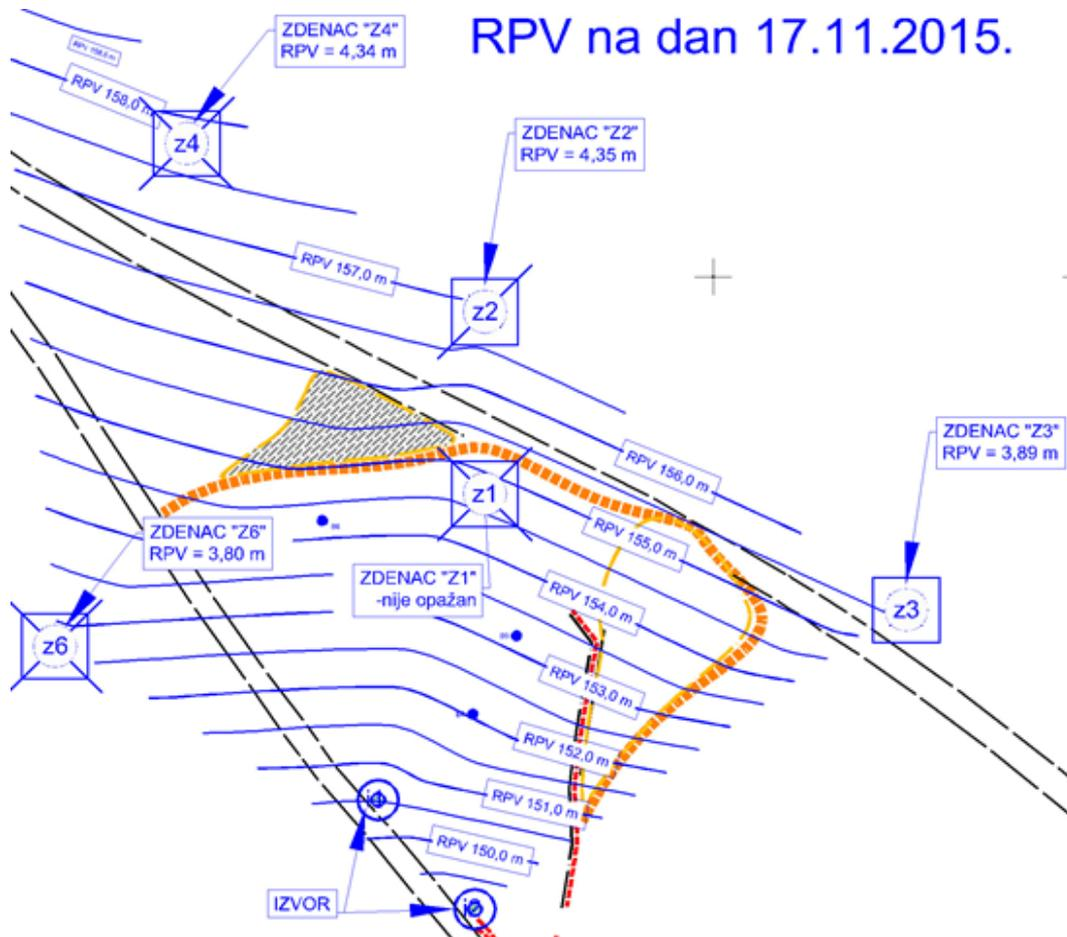 RPV na dan 17.11.2015.
ZDENAC "Z4"
RPV = 4,34 m
RPV 158,0 m
z4
ZDENAC "Z2"
RPV = 4,35 m
RPV 157,0 m
z2
ZDENAC "Z3"
RPV = 3,89 m
RPV 156,0 m
z1
ZDENAC "Z6"
RPV = 3,80 m
RPV 155,0 m
ZDENAC "Z1"
-nije opažan
RPV 154,0 m
z3
z6
RPV 153,0 m
RPV 152,0 m
RPV 151,0 m
RPV 150,0 m
IZVOR